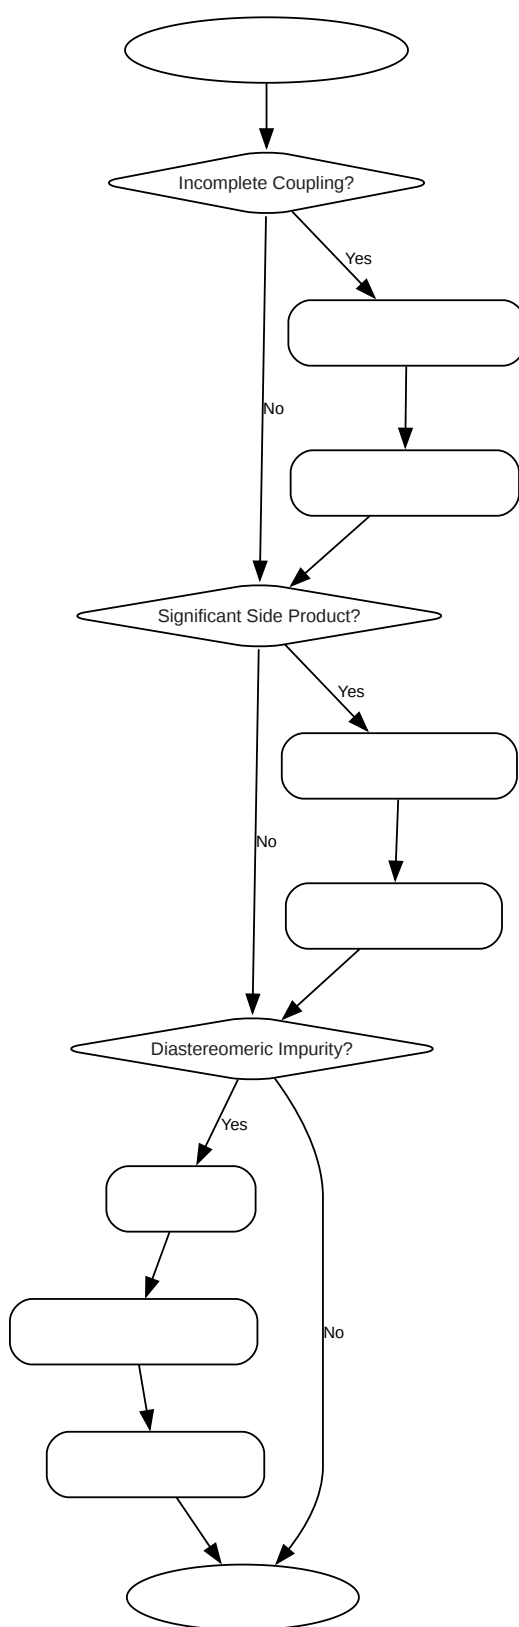 Incomplete Coupling?
Yes
No
Significant Side Product?
Yes
No
Diastereomeric Impurity?
Yes
No